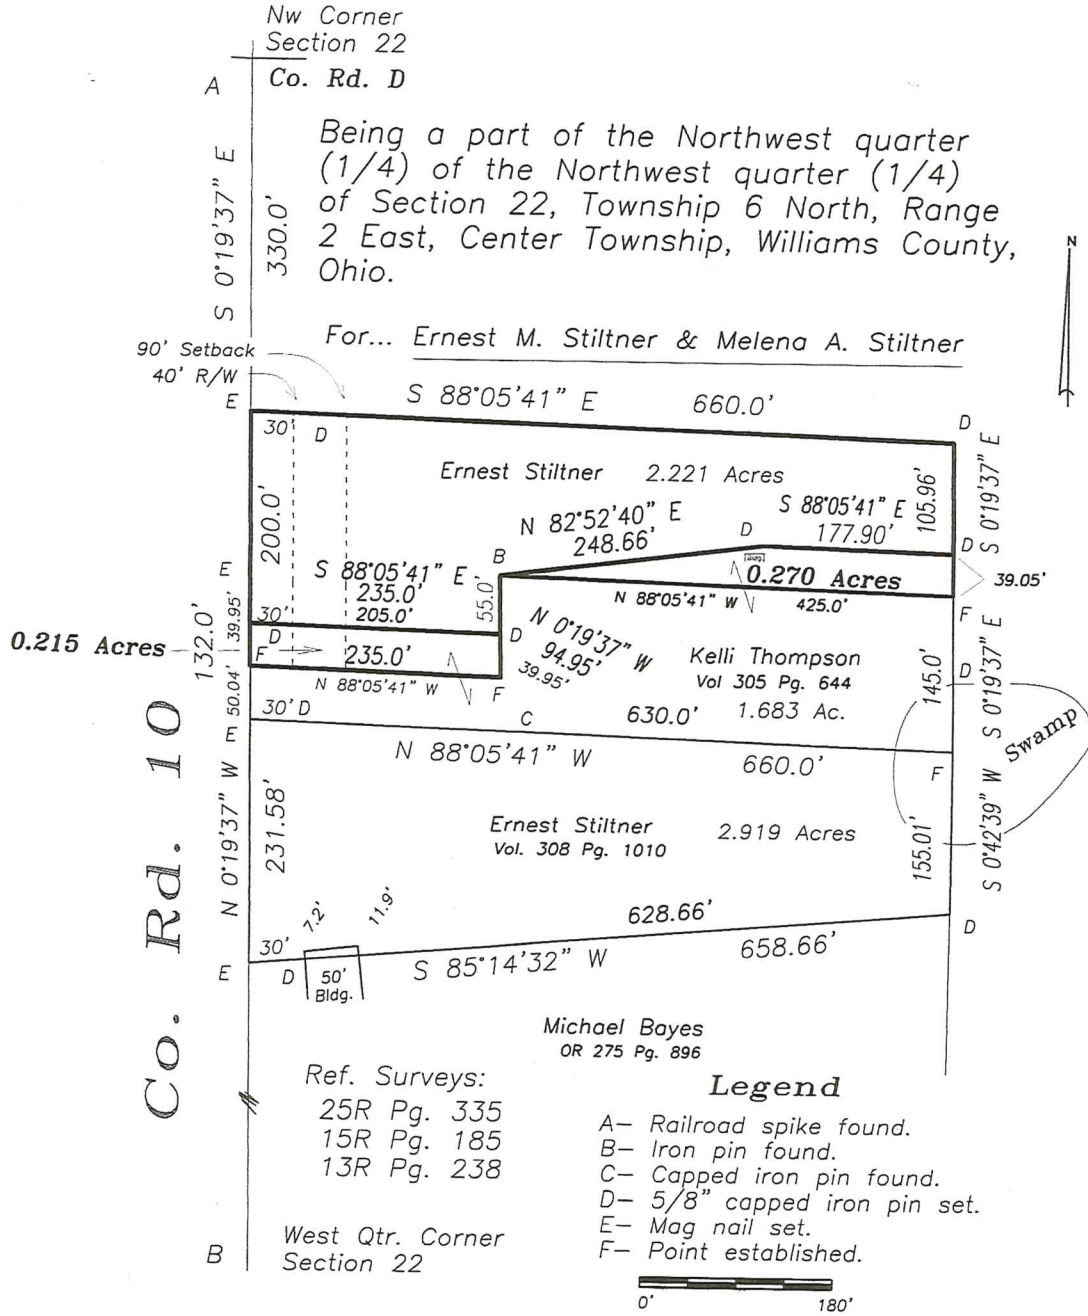 Nw Corner
Section 22
A
Co. Rd. D
Being a part of the Northwest quarter
(1/4) of the Northwest quarter (1/4)
of Section 22, Township 6 North, Range
2 East, Center Township, Williams County,
Ohio.
S 0°19'37" E
330.0'
N
For... Ernest M. Stiltner & Melena A. Stiltner
90' Setback
40' R/W
E
S 88°05'41" E 660.0'
D
30'
D
Ernest Stiltner 2.221 Acres
105.96'
S 0°19'37" E
200.0'
N 82°52'40" E
248.66'
S 88°05'41" E
177.90'
D
D
B
E
S 88°05'41" E
235.0'
205.0'
55.0'
Bldg.
0.270 Acres
39.05'
N 88°05'41" W 425.0'
F
132.0'
39.95'
30'
D
D
N 0°19'37" W
94.95'
39.95'
0.215 Acres
F
235.0'
N 88°05'41" W
F
Kelli Thompson
Vol 305 Pg. 644
1.683 Ac.
145.0'
D
S 0°19'37" E
50.04'
30' D
C
630.0'
E
N 88°05'41" W 660.0'
F
Swamp
Co. Rd. 10
N 0°19'37" W
231.58'
Ernest Stiltner
Vol. 308 Pg. 1010
2.919 Acres
155.01'
S 0°42'39" W
7.2'
11.9'
628.66'
30'
E
D
50'
Bldg.
S 85°14'32" W 658.66'
D
Michael Bayes
OR 275 Pg. 896
Ref. Surveys:
25R Pg. 335
15R Pg. 185
13R Pg. 238
Legend
A– Railroad spike found.
B– Iron pin found.
C– Capped iron pin found.
D– 5/8" capped iron pin set.
E– Mag nail set.
F– Point established.
West Qtr. Corner
Section 22
B
0' 180'